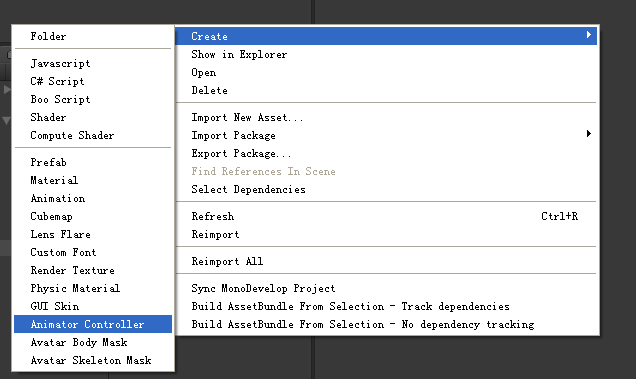 Folder
Javascript
C# Script
Boo Script
Shader
Compute Shader
Prefab
Material
Animation
Cubemap
Lens Flare
Custom Font
Render Texture
Physic Material
GUI Skin
Animator Controller
Avatar Body Mask
Avatar Skeleton Mask
Create
Show in Explorer
Open
Delete
Import New Asset...
Import Package
Export Package...
Find References In Scene
Select Dependencies
Refresh Ctrl+R
Reimport
Reimport All
Sync MonoDevelop Project
Build AssetBundle From Selection - Track dependencies
Build AssetBundle From Selection - No dependency tracking